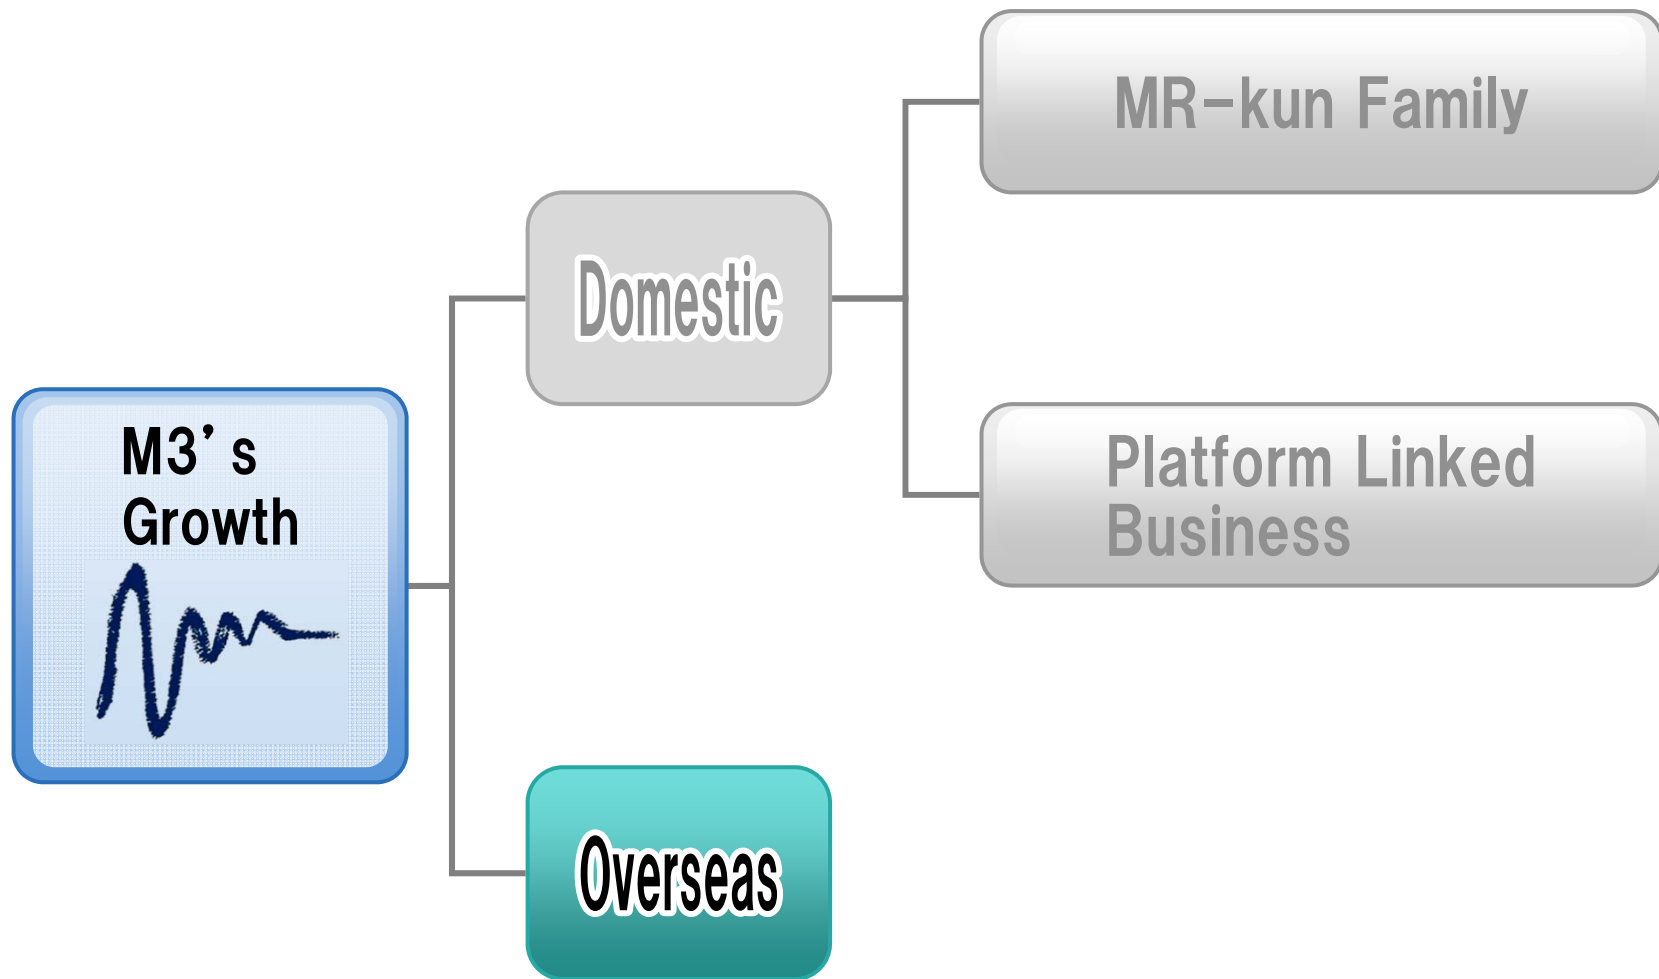 MR-kun Family
Domestic
M3's
Growth
Platform Linked
Business
Overseas